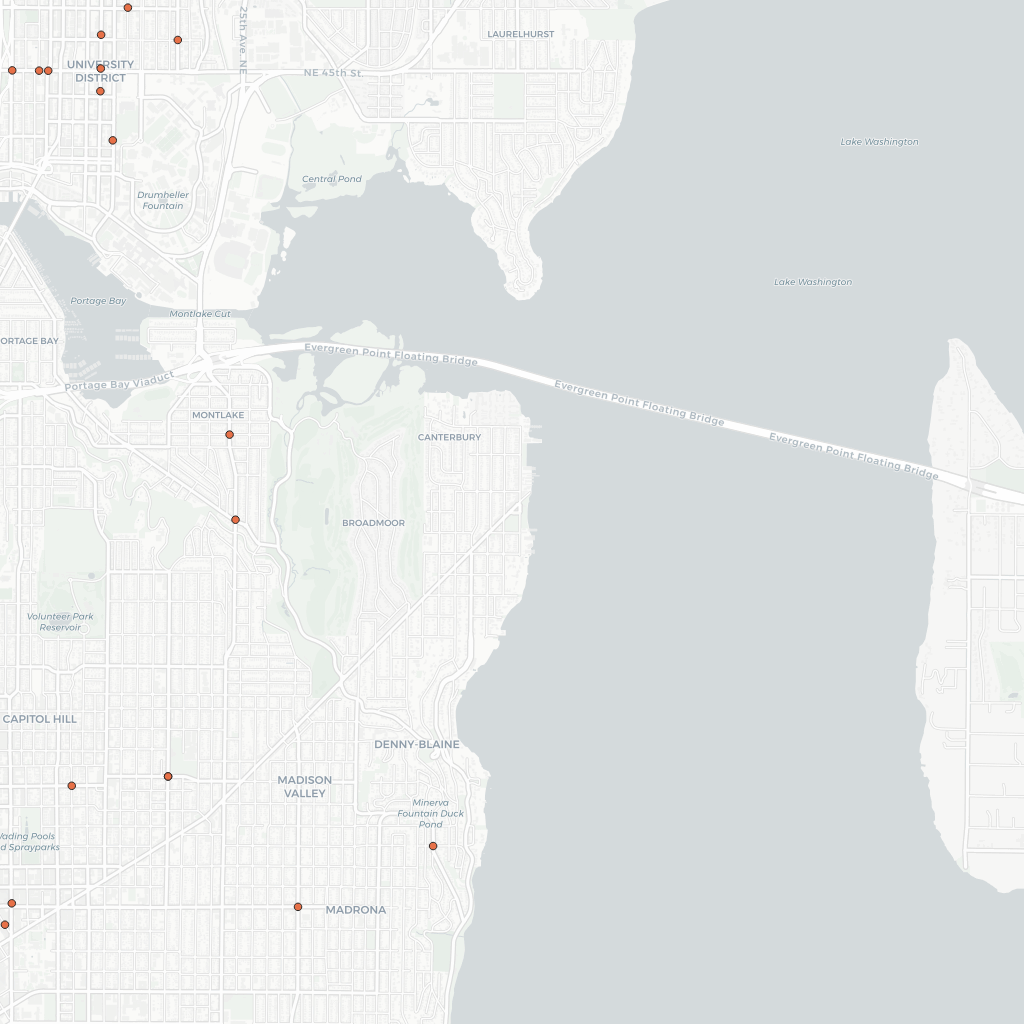 25th Ave. NE
LAURELHURST
UNIVERSITY
DISTRICT
NE 45th St.
Lake Washington
Central Pond
Drumheller
Fountain
Lake Washington
Portage Bay
Montlake Cut
ORTAGE BAY
Evergreen Point Floating Bridge
Evergreen Point Floating Bridge
Evergreen Point Floating Bridge
Portage Bay Viaduct
MONTLAKE
CANTERBURY
BROADMOOR
Volunteer Park
Reservoir
CAPITOL HILL
DENNY-BLAINE
MADISON
VALLEY
Minerva
Fountain Duck
Pond
Wading Pools
d Sprayparks
MADRONA